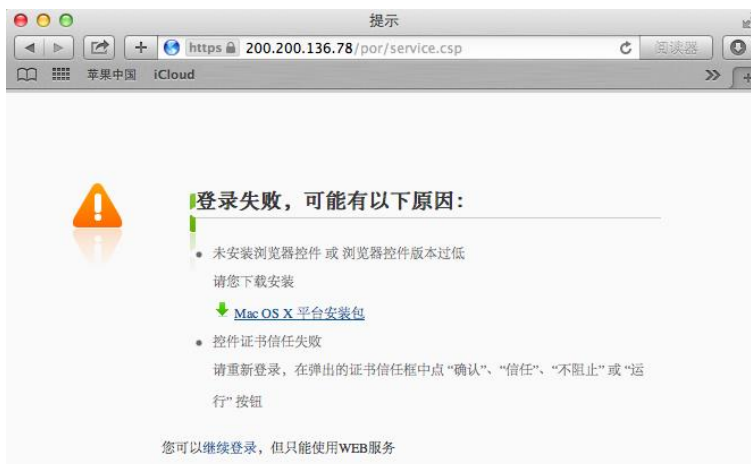 提示
https 200.200.136.78/por/service.csp 阅读器
苹果中国 iCloud
登录失败，可能有以下原因：
未安装浏览器控件 或 浏览器控件版本过低
请您下载安装
Mac OS X 平台安装包
控件证书信任失败
请重新登录，在弹出的证书信任框中点 “确认”、“信任”、“不阻止” 或 “运
行” 按钮
您可以继续登录，但只能使用WEB服务